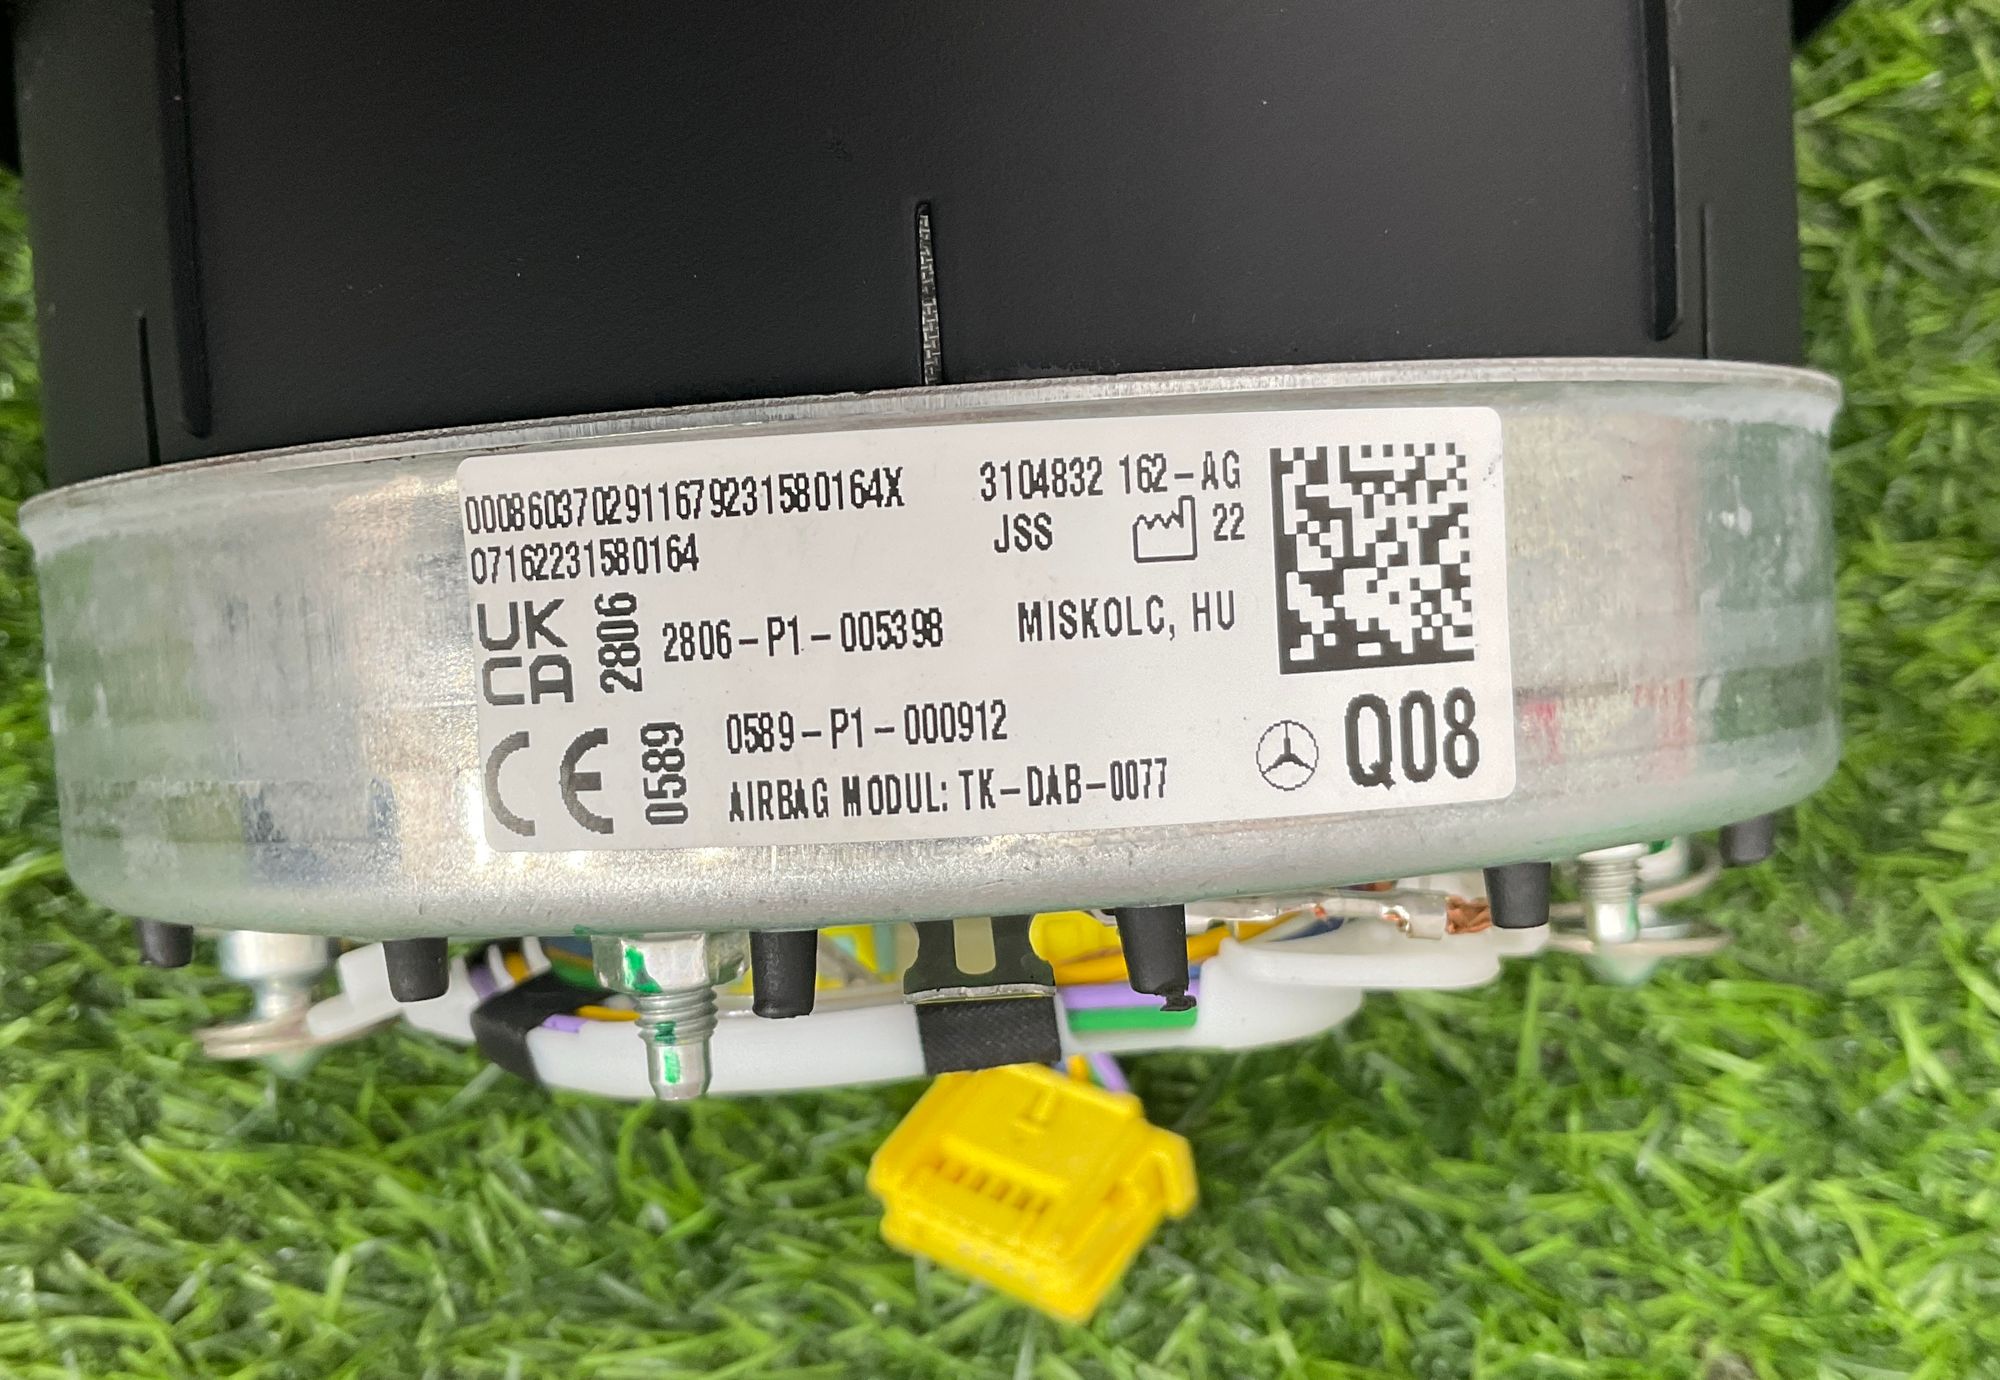 0008603702911679231580164X
07162231580164
3104832 162-AG
JSS 22
UK
CA
2806
2806-P1-005398
MISKOLC, HU
CE
0589
0589-P1-000912
AIRBAG MODUL: TK-DAB-0077
Q08